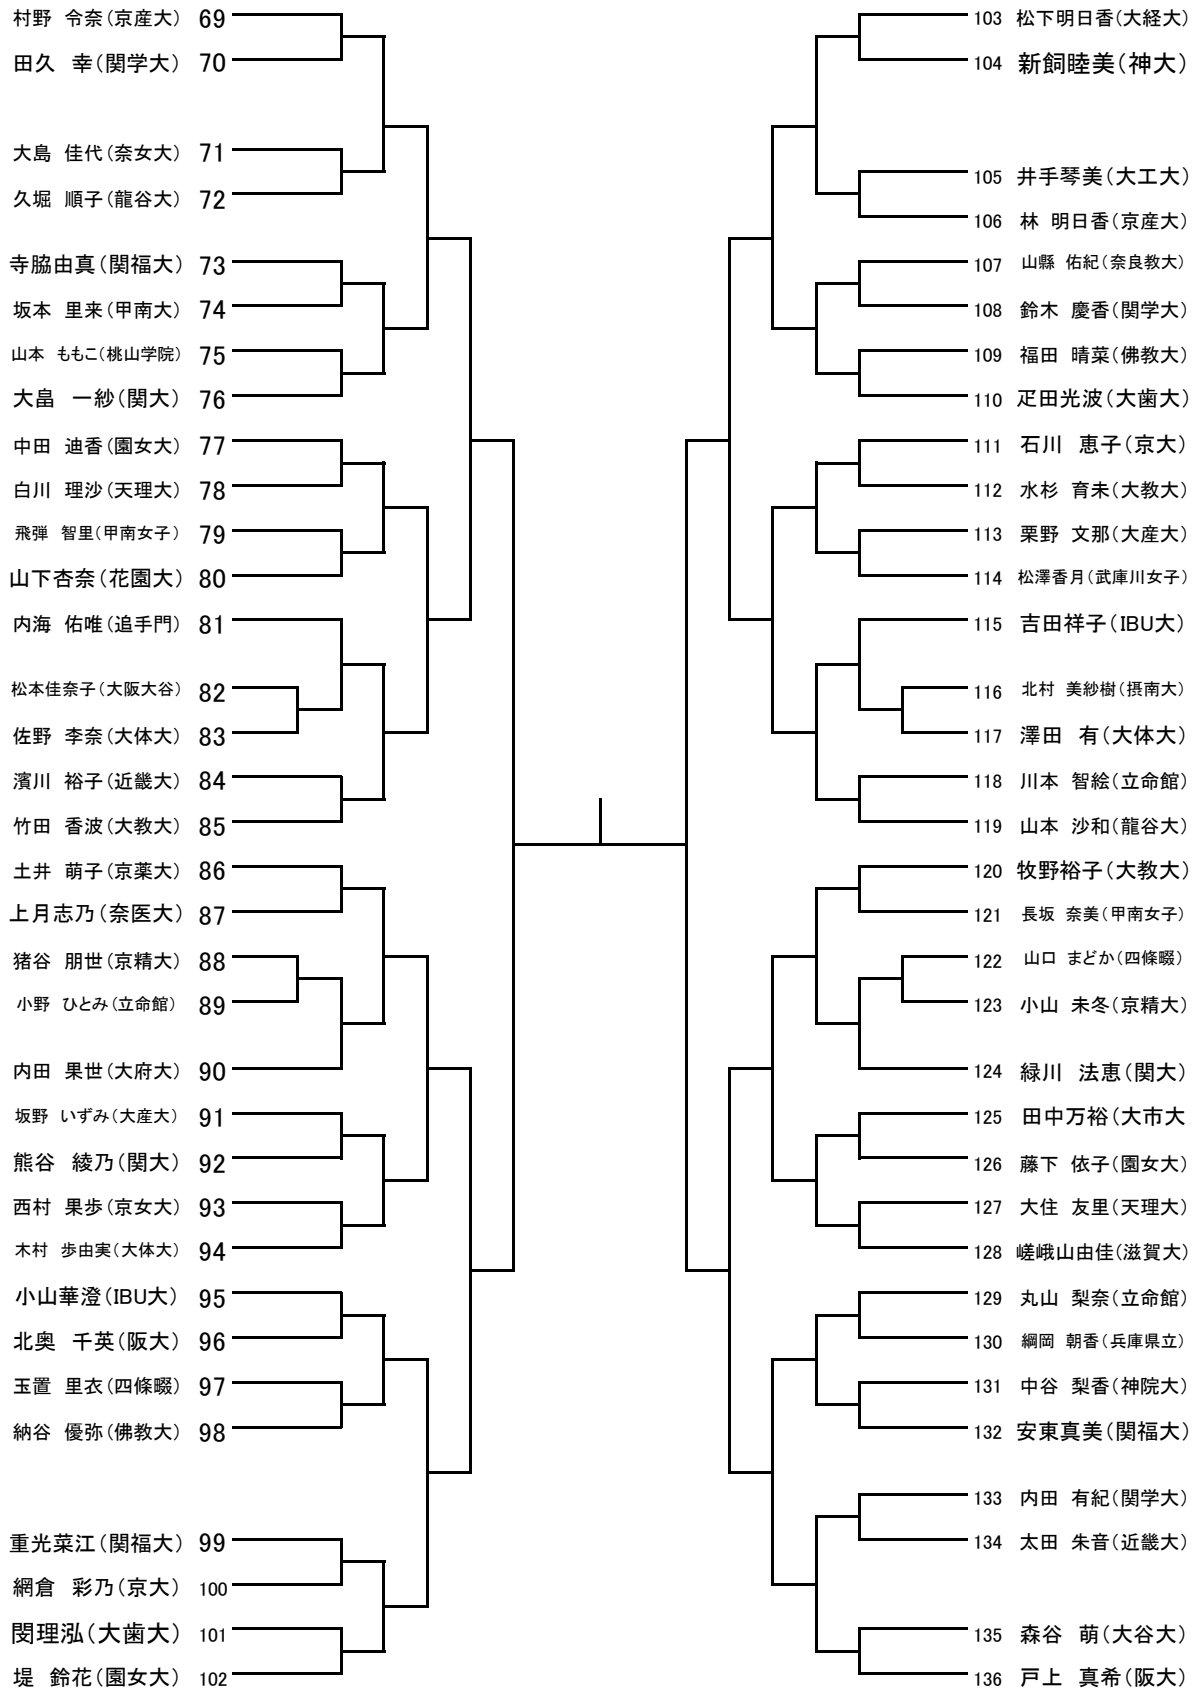 村野 令奈(京産大) 69
田久 幸(関学大) 70
大島 佳代(奈女大) 71
久堀 順子(龍谷大) 72
寺脇由真(関福大) 73
坂本 里来(甲南大) 74
山本 ももこ(桃山学院) 75
大畠 一紗(関大) 76
中田 迪香(園女大) 77
白川 理沙(天理大) 78
飛弾 智里(甲南女子) 79
山下杏奈(花園大) 80
内海 佑唯(追手門) 81
松本佳奈子(大阪大谷) 82
佐野 李奈(大体大) 83
濱川 裕子(近畿大) 84
竹田 香波(大教大) 85
土井 萌子(京薬大) 86
上月志乃(奈医大) 87
猪谷 朋世(京精大) 88
小野 ひとみ(立命館) 89
内田 果世(大府大) 90
坂野 いずみ(大産大) 91
熊谷 綾乃(関大) 92
西村 果歩(京女大) 93
木村 歩由実(大体大) 94
小山華澄(IBU大) 95
北奥 千英(阪大) 96
玉置 里衣(四條畷) 97
納谷 優弥(佛教大) 98
重光菜江(関福大) 99
網倉 彩乃(京大) 100
閔理泓(大歯大) 101
堤 鈴花(園女大) 102
103 松下明日香(大経大)
104 新飼睦美(神大)
105 井手琴美(大工大)
106 林 明日香(京産大)
107 山縣 佑紀(奈良教大)
108 鈴木 慶香(関学大)
109 福田 晴菜(佛教大)
110 疋田光波(大歯大)
111 石川 恵子(京大)
112 水杉 育未(大教大)
113 栗野 文那(大産大)
114 松澤香月(武庫川女子)
115 吉田祥子(IBU大)
116 北村 美紗樹(摂南大)
117 澤田 有(大体大)
118 川本 智絵(立命館)
119 山本 沙和(龍谷大)
120 牧野裕子(大教大)
121 長坂 奈美(甲南女子)
122 山口 まどか(四條畷)
123 小山 未冬(京精大)
124 緑川 法恵(関大)
125 田中万裕(大市大
126 藤下 依子(園女大)
127 大住 友里(天理大)
128 嵯峨山由佳(滋賀大)
129 丸山 梨奈(立命館)
130 綱岡 朝香(兵庫県立)
131 中谷 梨香(神院大)
132 安東真美(関福大)
133 内田 有紀(関学大)
134 太田 朱音(近畿大)
135 森谷 萌(大谷大)
136 戸上 真希(阪大)